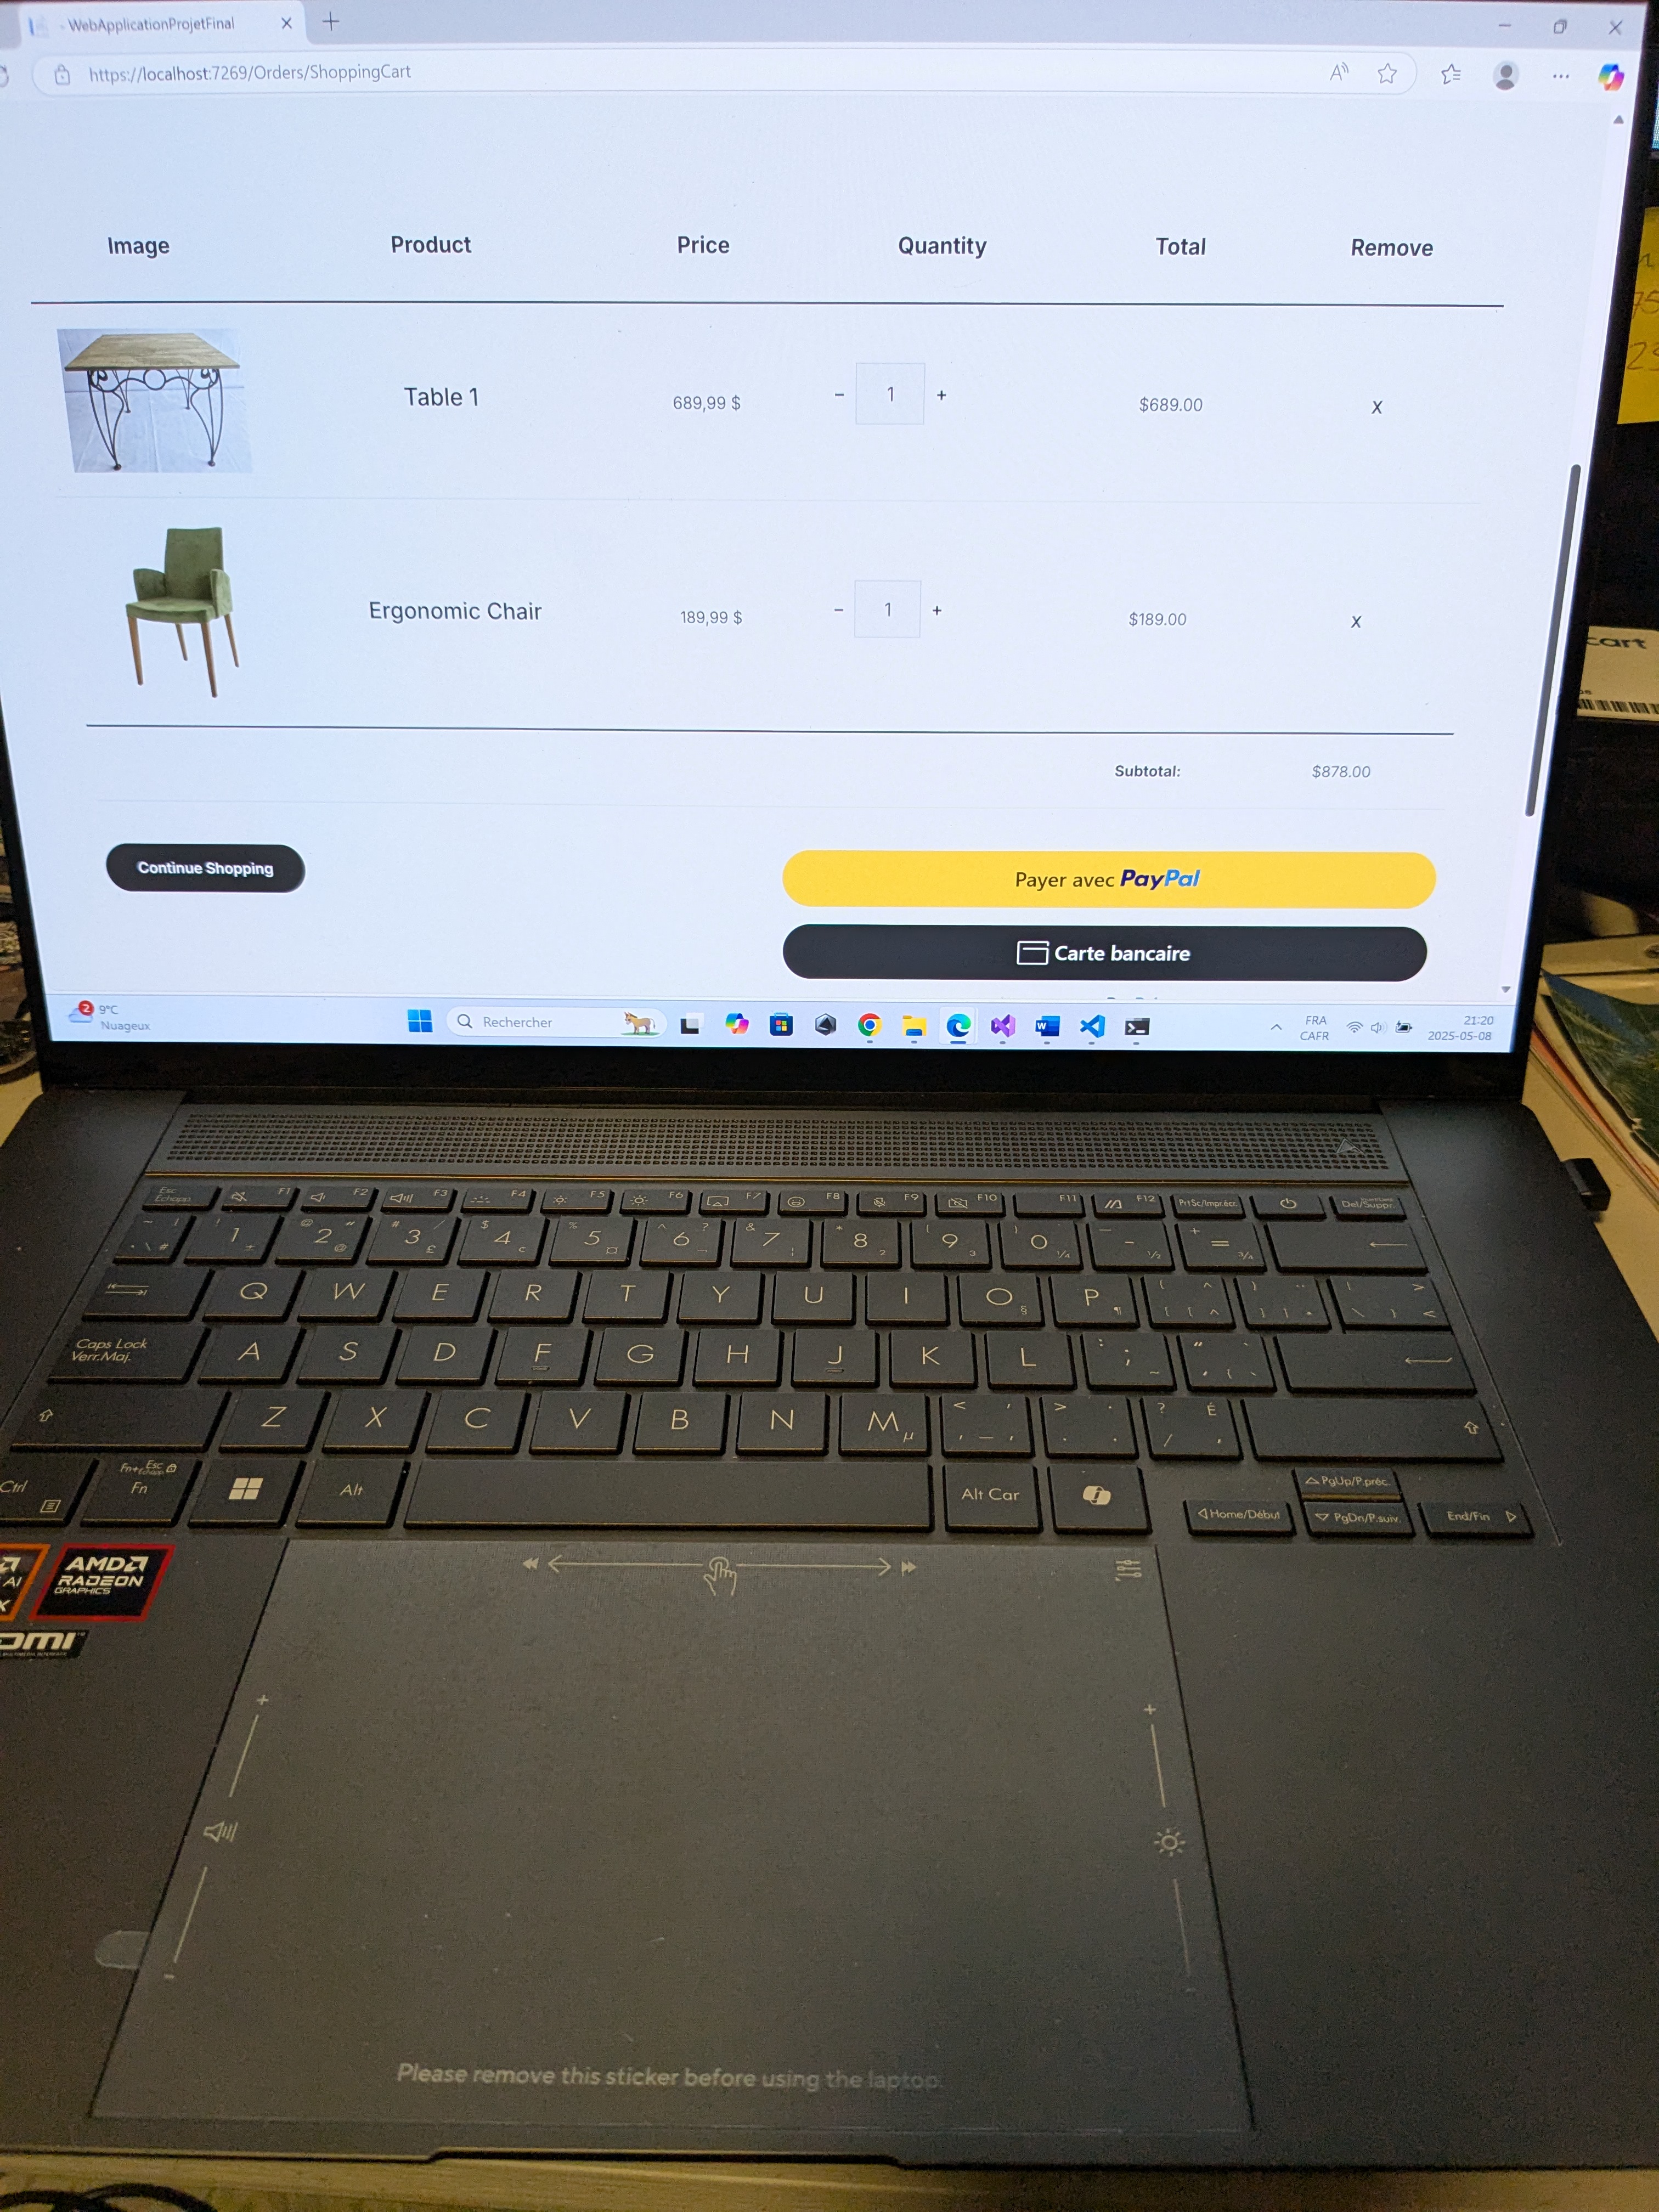 - WebApplicationProjetFinal
https://localhost:7269/Orders/ShoppingCart
Image Product Price Quantity Total Remove
Table 1 689,99 $ − 1 + $689.00 X
Ergonomic Chair 189,99 $ − 1 + $189.00 X
Subtotal: $878.00
Continue Shopping
Payer avec PayPal
Carte bancaire
2
9°C
Nuageux
Rechercher
FRA
CAFR
21:20
2025-05-08
cart
Esc
Échapp.
F1 F2 F3 F4 F5 F6 F7 F8 F9 F10 F11 F12 PrtSc/Impr.écr. Del/Suppr.
1 2 3 4 5 6 7 8 9 0 - =
Q W E R T Y U I O P
Caps Lock
Verr.Maj.
A S D F G H J K L
Z X C V B N M µ
Ctrl
Fn+Esc
Fn
Alt
Alt Car
PgUp/P.préc.
Home/Début
PgDn/P.suiv.
End/Fin
AI
AMD
RADEON
GRAPHICS
Please remove this sticker before using the laptop.